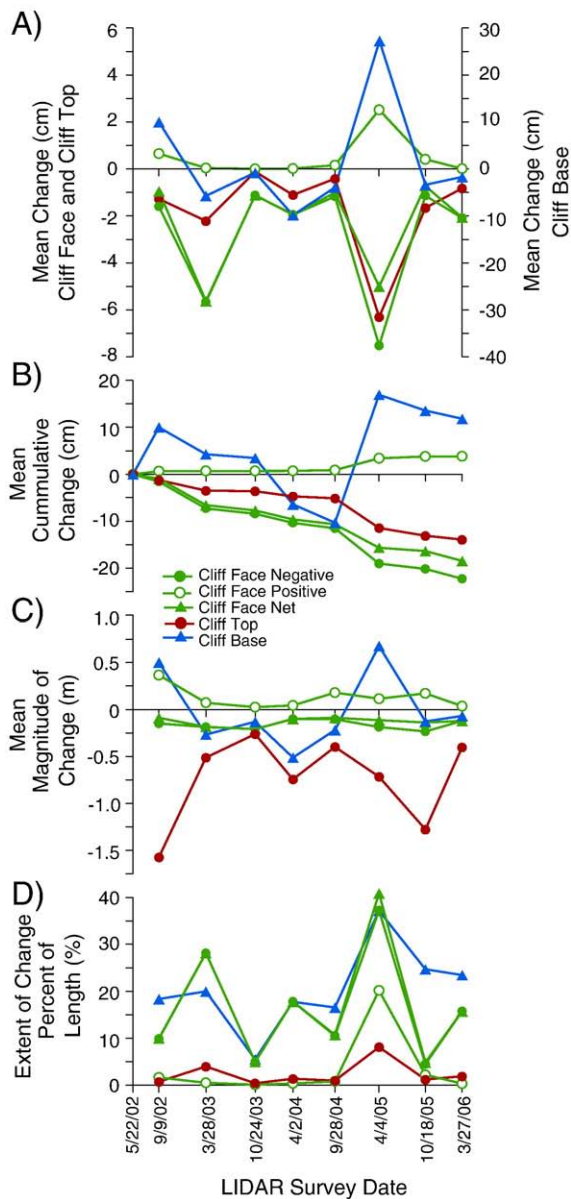 A)
Mean Change (cm)
Cliff Face and Cliff Top
6
4
2
0
-2
-4
-6
-8
30
20
10
0
-10
-20
-30
-40
Mean Change (cm)
Cliff Base
B)
Mean
Cummulative
Change (cm)
20
10
0
-10
-20
Cliff Face Negative
Cliff Face Positive
Cliff Face Net
Cliff Top
Cliff Base
C)
Mean
Magnitude of
Change (m)
1.0
0.5
0
-0.5
-1.0
-1.5
D)
Extent of Change
Percent of
Length (%)
40
30
20
10
0
5/22/02
9/9/02
3/28/03
10/24/03
4/2/04
9/28/04
4/4/05
10/18/05
3/27/06
LIDAR Survey Date